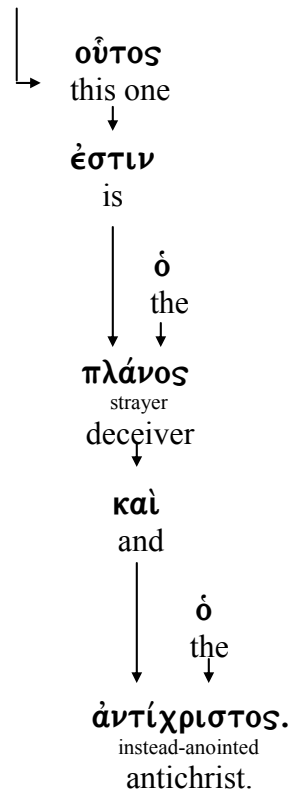 οὗτος
this one
ἐστιν
is
ὁ
the
πλάνος
strayer
deceiver
καὶ
and
ὁ
the
ἀντίχριστος.
instead-anointed
antichrist.